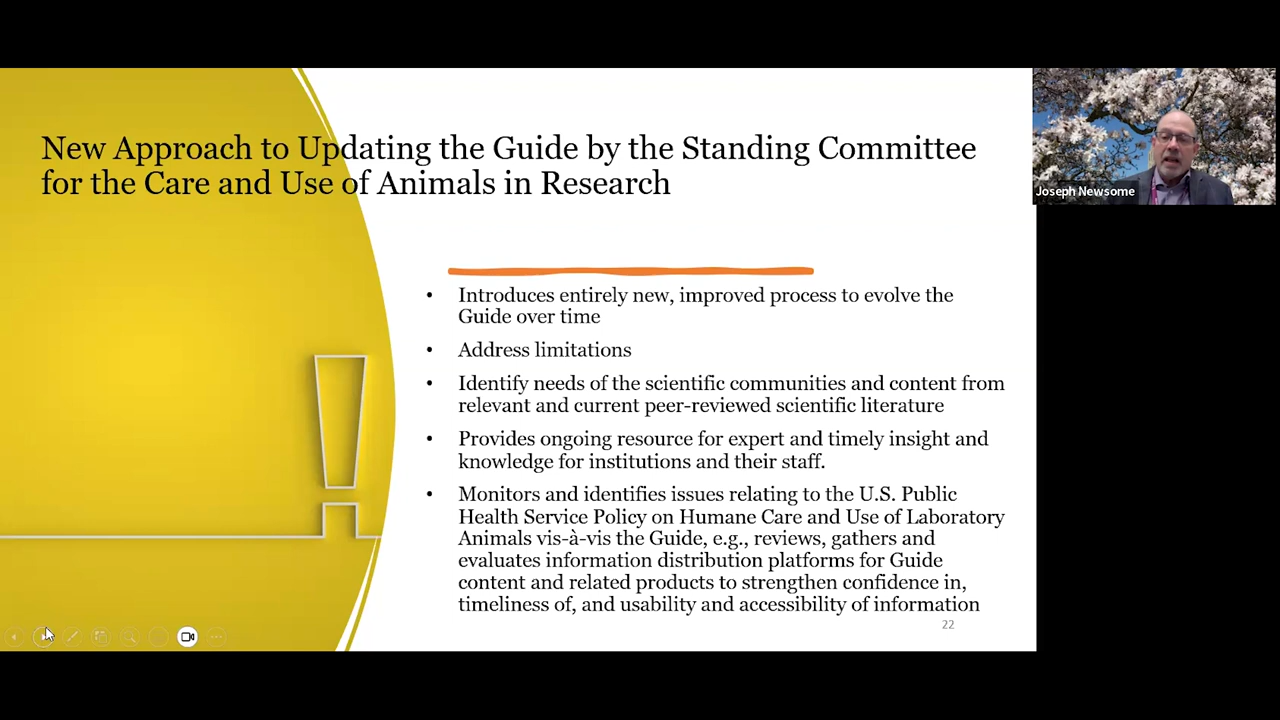 New Approach to Updating the Guide by the Standing Committee
for the Care and Use of Animals in Research
Joseph Newsome
• Introduces entirely new, improved process to evolve the
Guide over time
• Address limitations
• Identify needs of the scientific communities and content from
relevant and current peer-reviewed scientific literature
• Provides ongoing resource for expert and timely insight and
knowledge for institutions and their staff.
• Monitors and identifies issues relating to the U.S. Public
Health Service Policy on Humane Care and Use of Laboratory
Animals vis-à-vis the Guide, e.g., reviews, gathers and
evaluates information distribution platforms for Guide
content and related products to strengthen confidence in,
timeliness of, and usability and accessibility of information
22